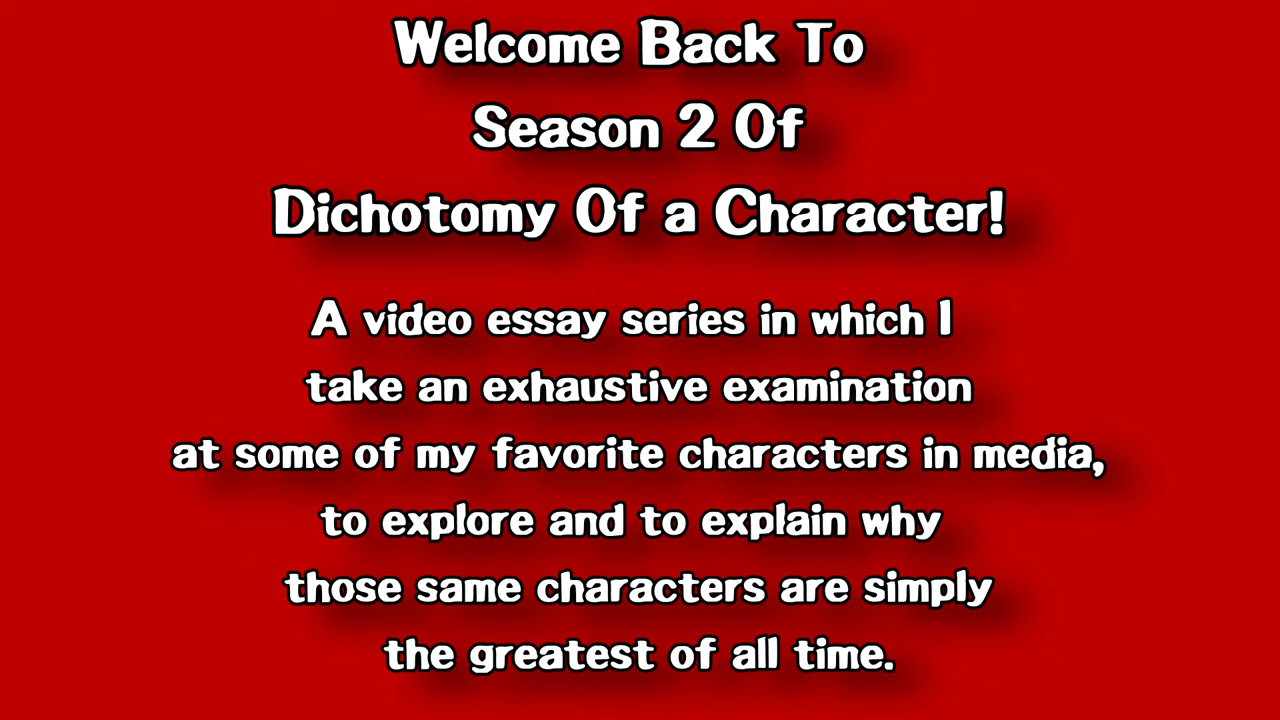 Welcome Back To
Season 2 Of
Dichotomy Of a Character!
A video essay series in which I
take an exhaustive examination
at some of my favorite characters in media,
to explore and to explain why
those same characters are simply
the greatest of all time.